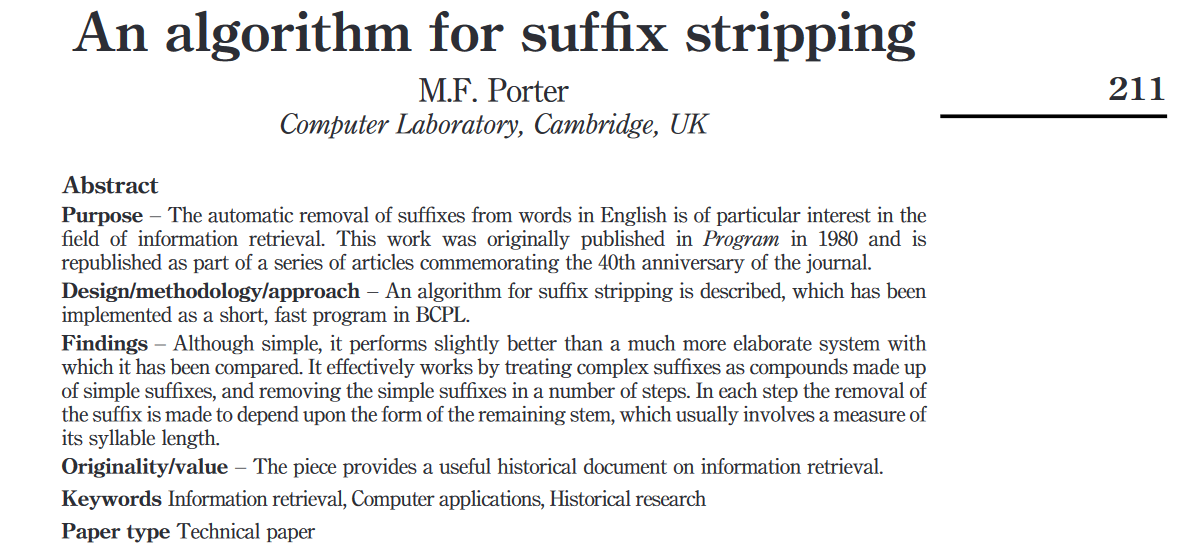 An algorithm for suffix stripping
M.F. Porter
Computer Laboratory, Cambridge, UK
211
Abstract
Purpose – The automatic removal of suffixes from words in English is of particular interest in the
field of information retrieval. This work was originally published in Program in 1980 and is
republished as part of a series of articles commemorating the 40th anniversary of the journal.
Design/methodology/approach – An algorithm for suffix stripping is described, which has been
implemented as a short, fast program in BCPL.
Findings – Although simple, it performs slightly better than a much more elaborate system with
which it has been compared. It effectively works by treating complex suffixes as compounds made up
of simple suffixes, and removing the simple suffixes in a number of steps. In each step the removal of
the suffix is made to depend upon the form of the remaining stem, which usually involves a measure of
its syllable length.
Originality/value – The piece provides a useful historical document on information retrieval.
Keywords Information retrieval, Computer applications, Historical research
Paper type Technical paper